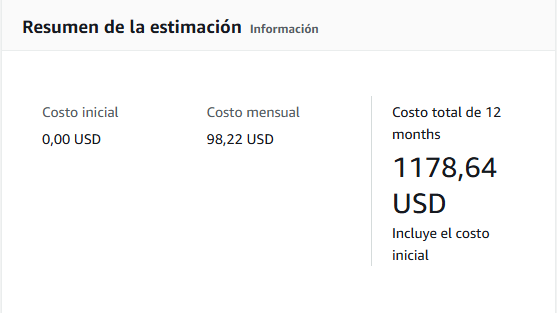 Resumen de la estimación Información
Costo inicial
0,00 USD
Costo mensual
98,22 USD
Costo total de 12
months
1178,64
USD
Incluye el costo
inicial